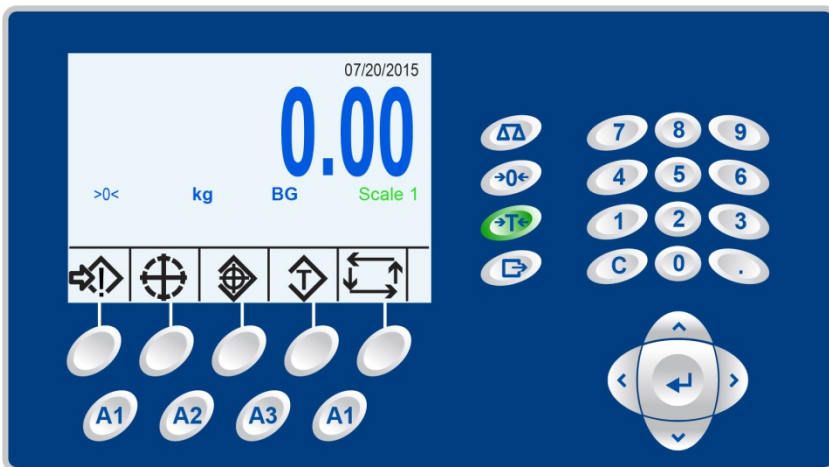 07/20/2015
0.00
>0< kg BG Scale 1
7 8 9
→0← 4 5 6
→T← 1 2 3
C 0 .
! T
A1 A2 A3 A1